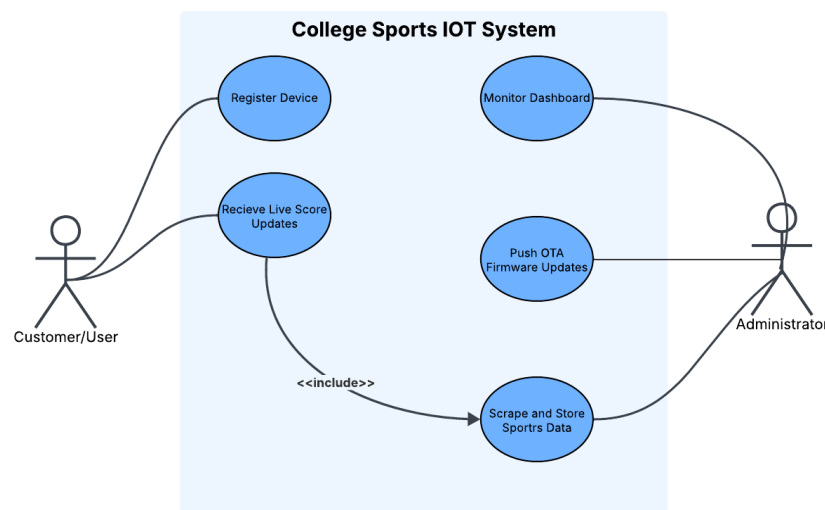 College Sports IOT System
Register Device
Monitor Dashboard
Recieve Live Score
Updates
Push OTA
Firmware Updates
Customer/User
Administrator
<<include>>
Scrape and Store
Sportrs Data